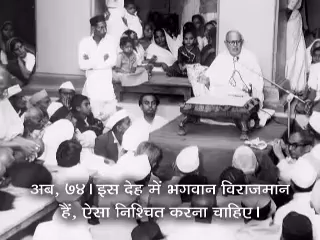 अब, ७४। इस देह में भगवान विराजमान
हैं, ऐसा निश्चित करना चाहिए।